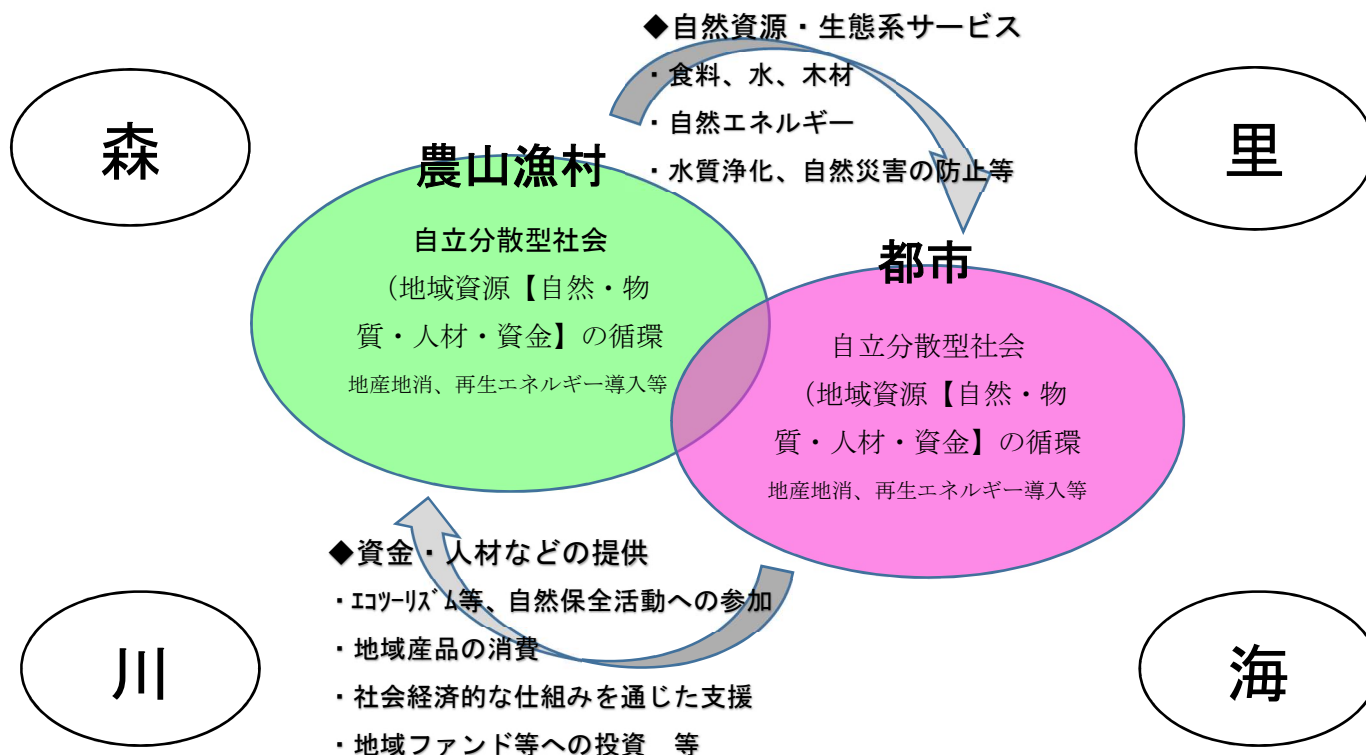 ◆自然資源・生態系サービス
・食料、水、木材
・自然エネルギー
・水質浄化、自然災害の防止等
森
里
農山漁村
自立分散型社会
（地域資源【自然・物
質・人材・資金】の循環
地産地消、再生エネルギー導入等
都市
自立分散型社会
（地域資源【自然・物
質・人材・資金】の循環
地産地消、再生エネルギー導入等
◆資金・人材などの提供
・ｴｺﾂｰﾘｽﾞﾑ等、自然保全活動への参加
・地域産品の消費
・社会経済的な仕組みを通じた支援
・地域ファンド等への投資　等
川
海